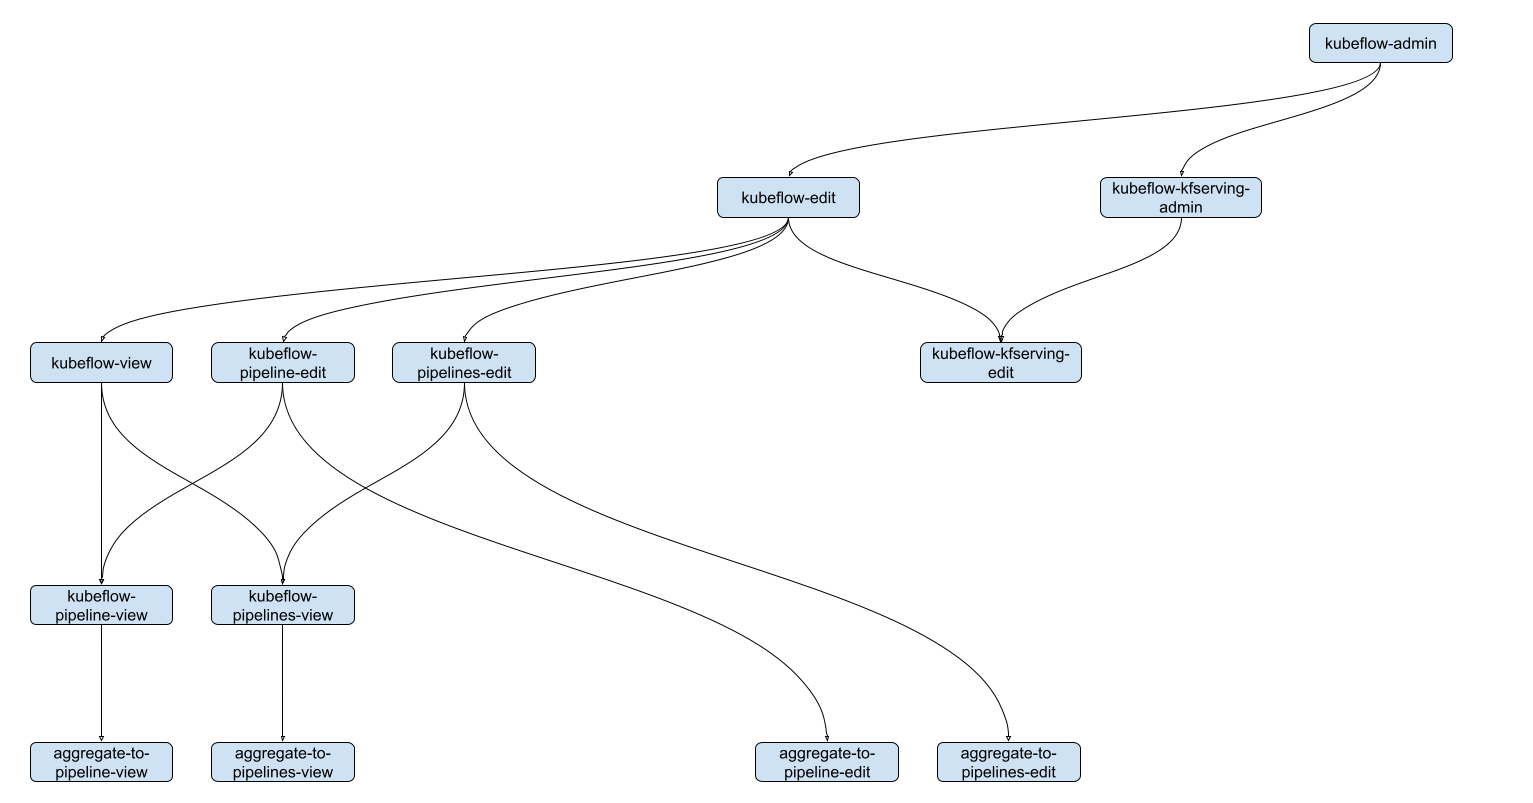 kubeflow-admin
kubeflow-edit
kubeflow-kfserving-
admin
kubeflow-view
kubeflow-
pipeline-edit
kubeflow-
pipelines-edit
kubeflow-kfserving-
edit
kubeflow-
pipeline-view
kubeflow-
pipelines-view
aggregate-to-
pipeline-view
aggregate-to-
pipelines-view
aggregate-to-
pipeline-edit
aggregate-to-
pipelines-edit